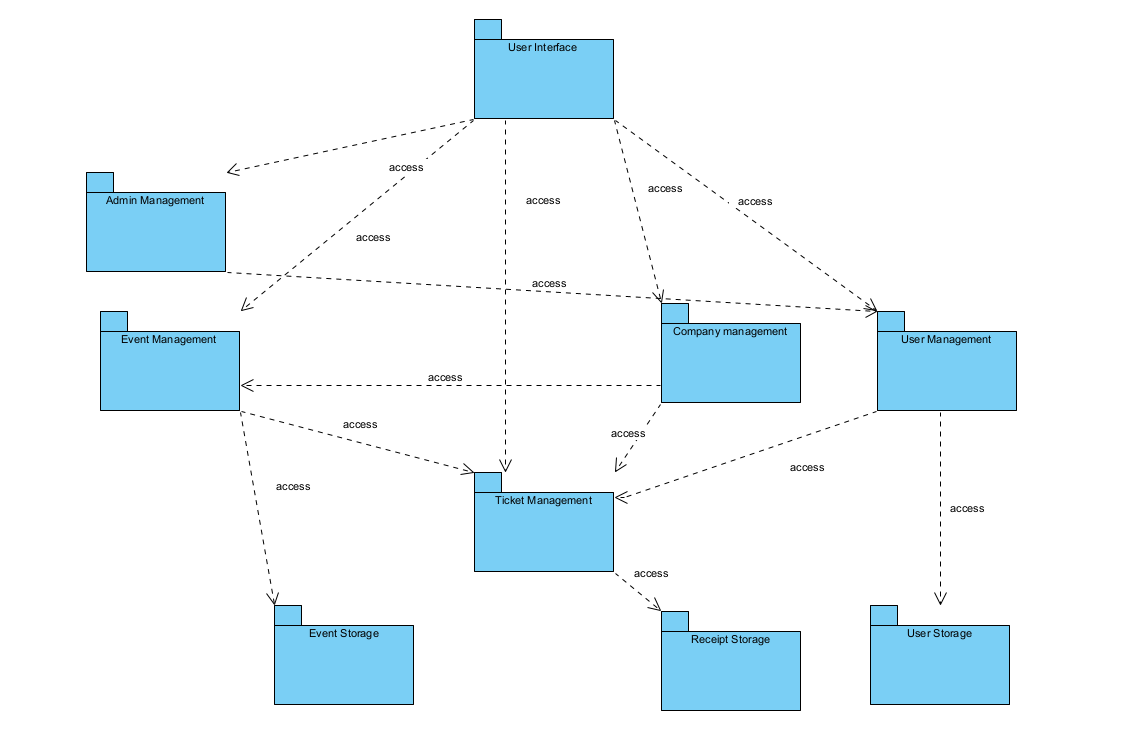 User Interface
access
access
access
Admin Management
access
access
access
access
Event Management
Company management
User Management
access
access
access
access
Ticket Management
access
access
access
Event Storage
Receipt Storage
User Storage